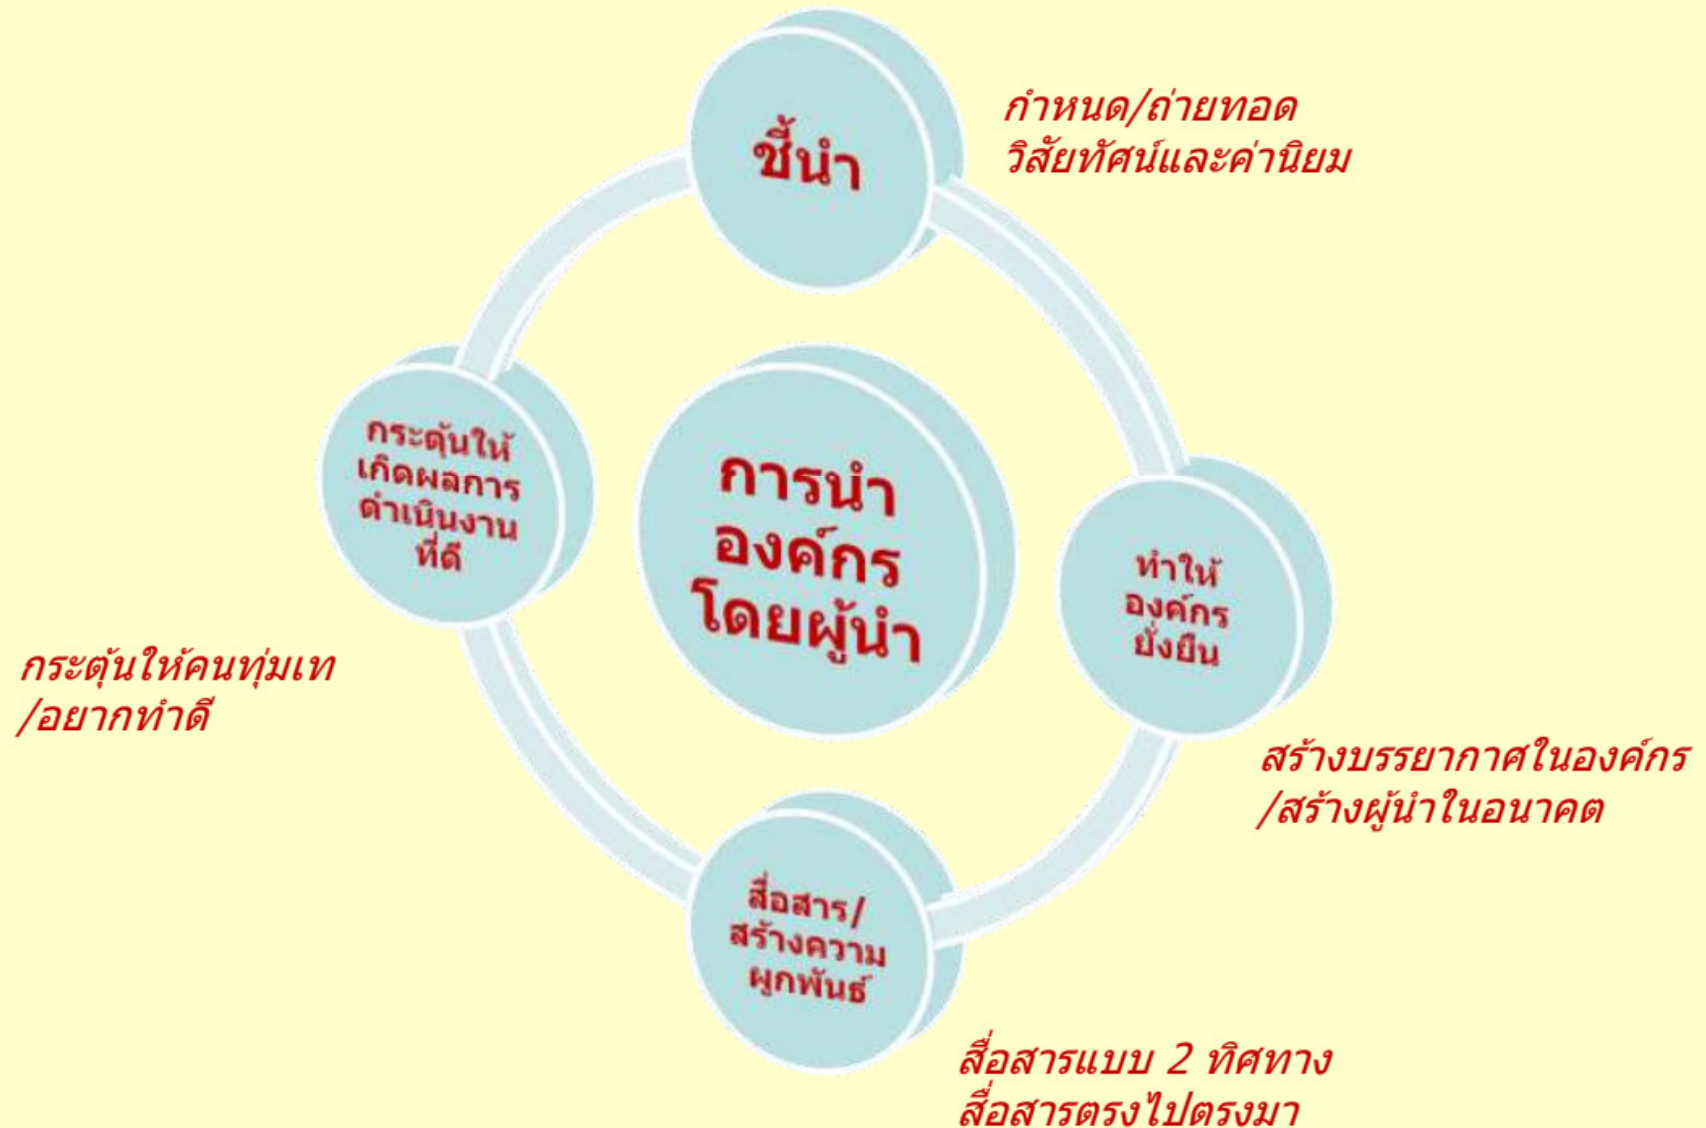 ชี้นำ
กำหนด/ถ่ายทอด
วิสัยทัศน์และค่านิยม
กระตุ้นให้
เกิดผลการ
ดำเนินงาน
ที่ดี
กระตุ้นให้คนทุ่มเท
/อยากทำดี
การนำ
องค์กร
โดยผู้นำ
ทำให้
องค์กร
ยั่งยืน
สร้างบรรยากาศในองค์กร
/สร้างผู้นำในอนาคต
สื่อสาร/
สร้างความ
ผูกพันธ์
สื่อสารแบบ 2 ทิศทาง
สื่อสารตรงไปตรงมา